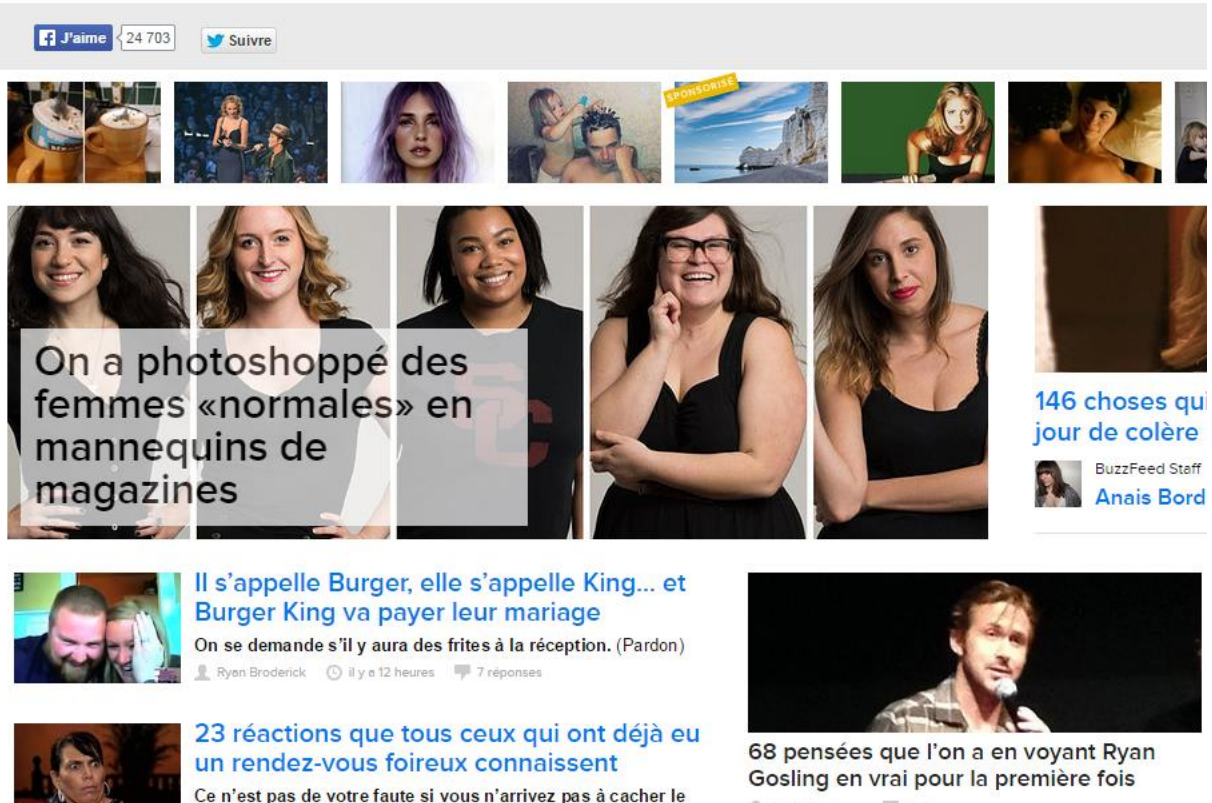 J'aime 24 703 Suivre
SPONSORISÉ
On a photoshoppé des
femmes «normales» en
mannequins de
magazines
SC
146 choses qui
jour de colère
BuzzFeed Staff
Anais Bord
Il s’appelle Burger, elle s’appelle King... et
Burger King va payer leur mariage
On se demande s’il y aura des frites à la réception. (Pardon)
Ryan Broderick il y a 12 heures 7 réponses
23 réactions que tous ceux qui ont déjà eu
un rendez-vous foireux connaissent
Ce n’est pas de votre faute si vous n’arrivez pas à cacher le
68 pensées que l’on a en voyant Ryan
Gosling en vrai pour la première fois